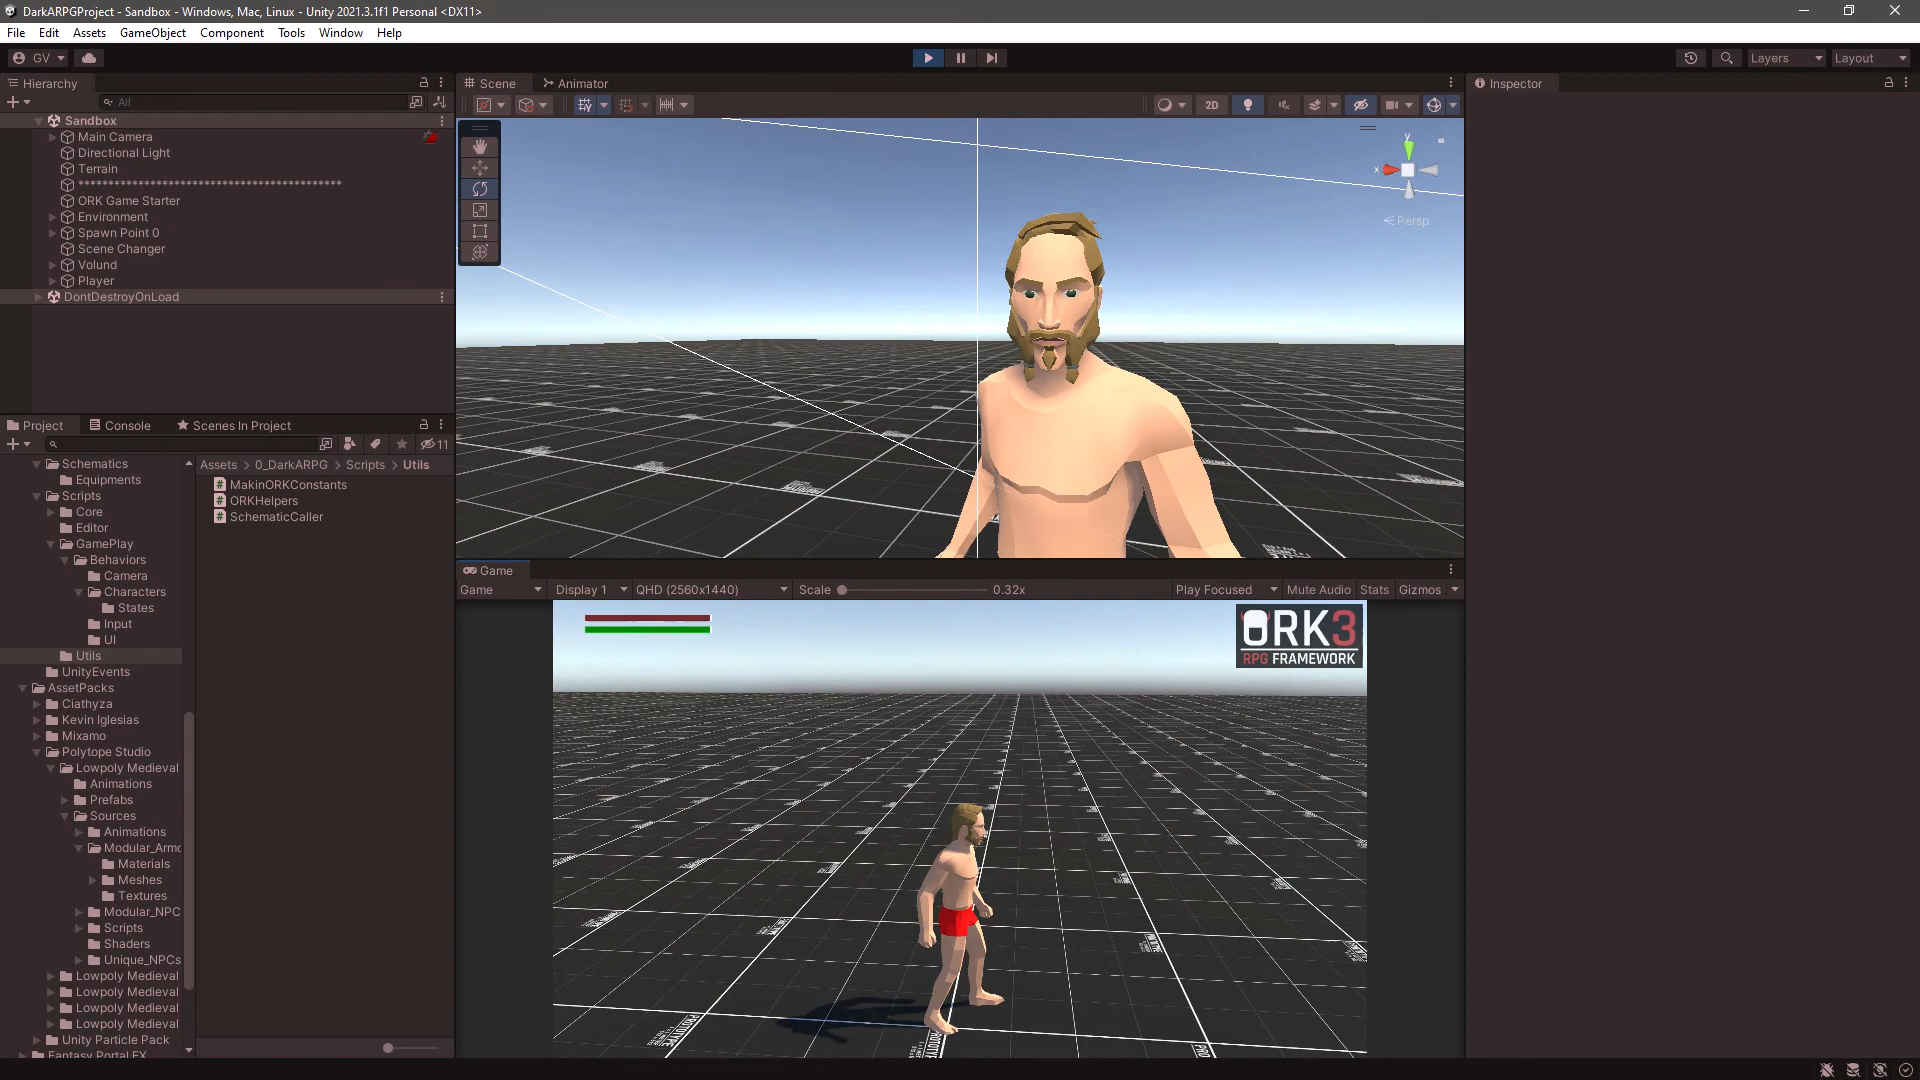 DarkARPGProject - Sandbox - Windows, Mac, Linux - Unity 2021.3.1f1 Personal <DX11>
File Edit Assets GameObject Component Tools Window Help
GV Layers Layout
Hierarchy
All
Sandbox
Main Camera
Directional Light
Terrain
********************************************
ORK Game Starter
Environment
Spawn Point 0
Scene Changer
Volund
Player
DontDestroyOnLoad
Scene Animator
2D
y
x
Persp
Inspector
Project Console Scenes In Project
11
Schematics
Equipments
Scripts
Core
Editor
GamePlay
Behaviors
Camera
Characters
States
Input
UI
Utils
UnityEvents
AssetPacks
Ciathyza
Kevin Iglesias
Mixamo
Polytope Studio
Lowpoly Medieval
Animations
Prefabs
Sources
Animations
Modular_Armo
Materials
Meshes
Textures
Modular_NPC
Scripts
Shaders
Unique_NPCs
Lowpoly Medieval
Lowpoly Medieval
Lowpoly Medieval
Lowpoly Medieval
Unity Particle Pack
Fantasy Portal FX
Assets > 0_DarkARPG > Scripts > Utils
MakinORKConstants
ORKHelpers
SchematicCaller
Game
Game Display 1 QHD (2560x1440) Scale 0.32x Play Focused Mute Audio Stats Gizmos
ORK3
RPG FRAMEWORK
PROTOTYPE